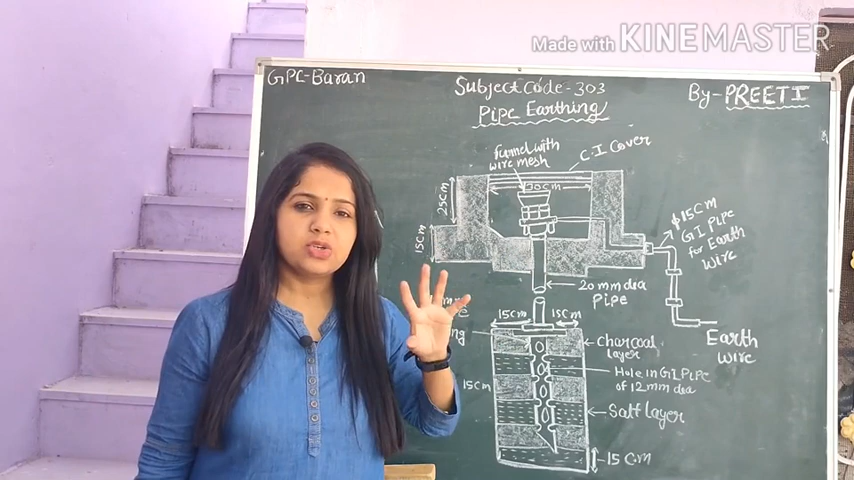 Made with KINEMASTER
GPC-Baran
Subject Code-303
By-PREETI
Pipe Earthing
funnel with
wire mesh
C.I Cover
30cm
25cm
15cm
ϕ 15CM
GI Pipe
for Earth
wire
20mm dia
Pipe
15cm
15cm
Earth
wire
Charcoal
layer
Hole in GI Pipe
of 12mm dia
15cm
Salt layer
15 CM